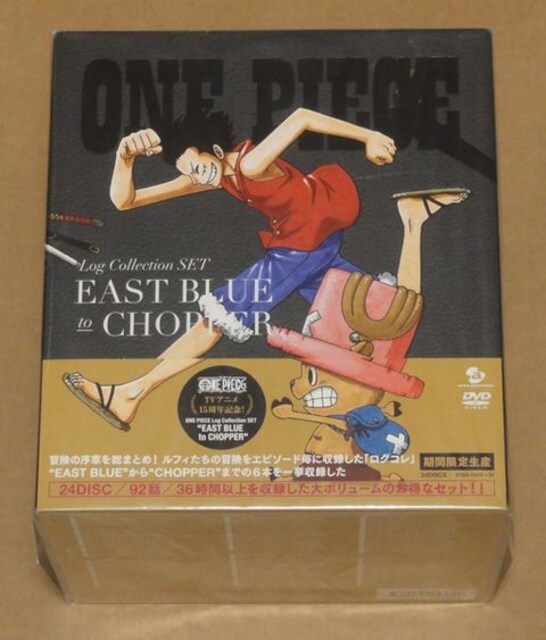 ONE PIECE
Log Collection SET
EAST BLUE
to CHOPPER
ONE PIECE
TVアニメ
15周年記念!
ONE PIECE Log Collection SET
"EAST BLUE
to CHOPPER"
DVD
VIDEO
冒険の序章を総まとめ!ルフィたちの冒険をエピソード毎に収録した「ログコレ」
"EAST BLUE"から"CHOPPER"までの6本を一挙収録した
期間限定生産
24DISCS
24DISC/92話/36時間以上を収録した大ボリュームのお得なセット!!